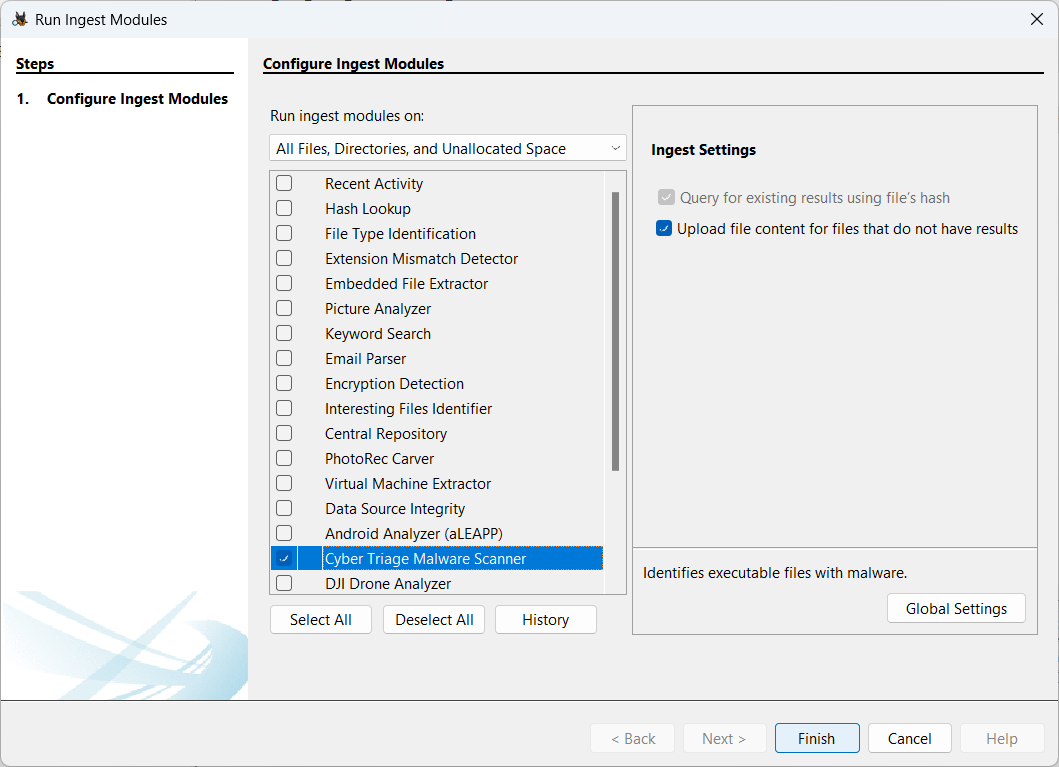 Run Ingest Modules
Steps
1. Configure Ingest Modules
Configure Ingest Modules
Run ingest modules on:
All Files, Directories, and Unallocated Space
Recent Activity
Hash Lookup
File Type Identification
Extension Mismatch Detector
Embedded File Extractor
Picture Analyzer
Keyword Search
Email Parser
Encryption Detection
Interesting Files Identifier
Central Repository
PhotoRec Carver
Virtual Machine Extractor
Data Source Integrity
Android Analyzer (aLEAPP)
Cyber Triage Malware Scanner
DJI Drone Analyzer
Select All
Deselect All
History
Ingest Settings
Query for existing results using file's hash
Upload file content for files that do not have results
Identifies executable files with malware.
Global Settings
< Back
Next >
Finish
Cancel
Help